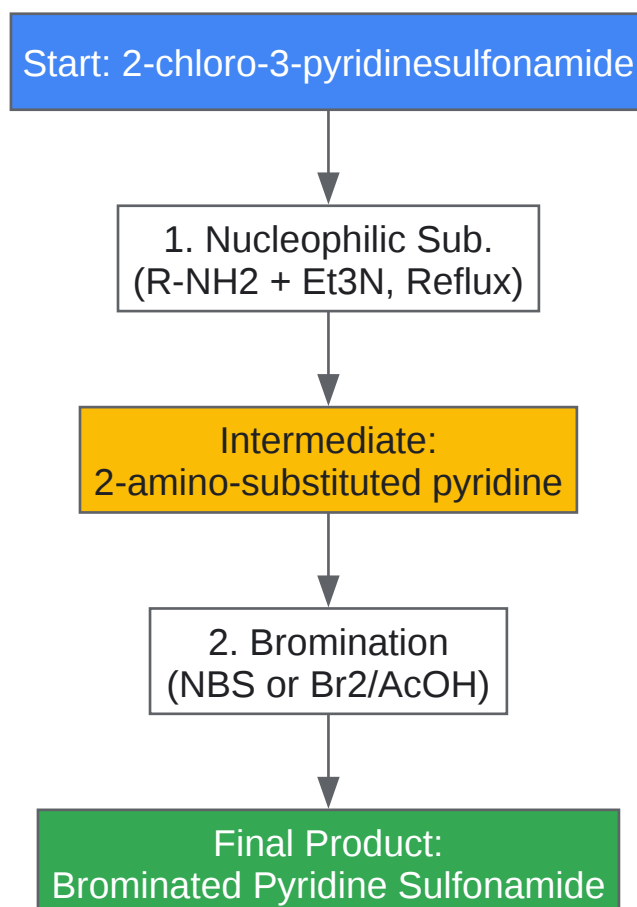 Start: 2-chloro-3-pyridinesulfonamide
1. Nucleophilic Sub.
(R-NH2 + Et3N, Reflux)
Intermediate:
2-amino-substituted pyridine
2. Bromination
(NBS or Br2/AcOH)
Final Product:
Brominated Pyridine Sulfonamide